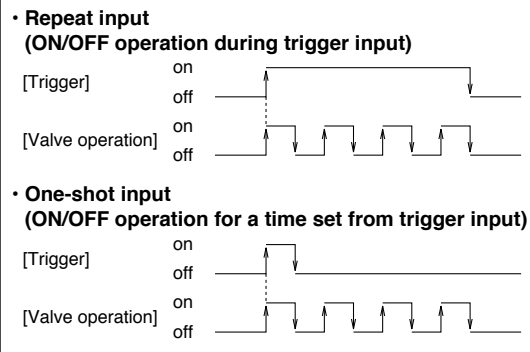 ・Repeat input
(ON/OFF operation during trigger input)
on
[Trigger]
off
on
[Valve operation]
off
・One-shot input
(ON/OFF operation for a time set from trigger input)
on
[Trigger]
off
on
[Valve operation]
off